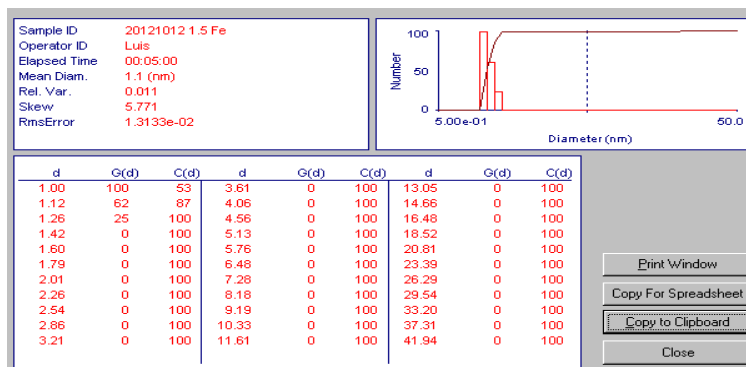 Sample ID 20121012 1.5 Fe
Operator ID Luis
Elapsed Time 00:05:00
Mean Diam. 1.1 (nm)
Rel. Var. 0.011
Skew 5.771
RmsError 1.3133e-02
Number
100
50
0
5.00e-01 50.0
Diameter (nm)
d G(d) C(d) d G(d) C(d) d G(d) C(d)
1.00 100 53 3.61 0 100 13.05 0 100
1.12 62 87 4.06 0 100 14.66 0 100
1.26 25 100 4.56 0 100 16.48 0 100
1.42 0 100 5.13 0 100 18.52 0 100
1.60 0 100 5.76 0 100 20.81 0 100
1.79 0 100 6.48 0 100 23.39 0 100
2.01 0 100 7.28 0 100 26.29 0 100
2.26 0 100 8.18 0 100 29.54 0 100
2.54 0 100 9.19 0 100 33.20 0 100
2.86 0 100 10.33 0 100 37.31 0 100
3.21 0 100 11.61 0 100 41.94 0 100
Print Window
Copy For Spreadsheet
Copy to Clipboard
Close